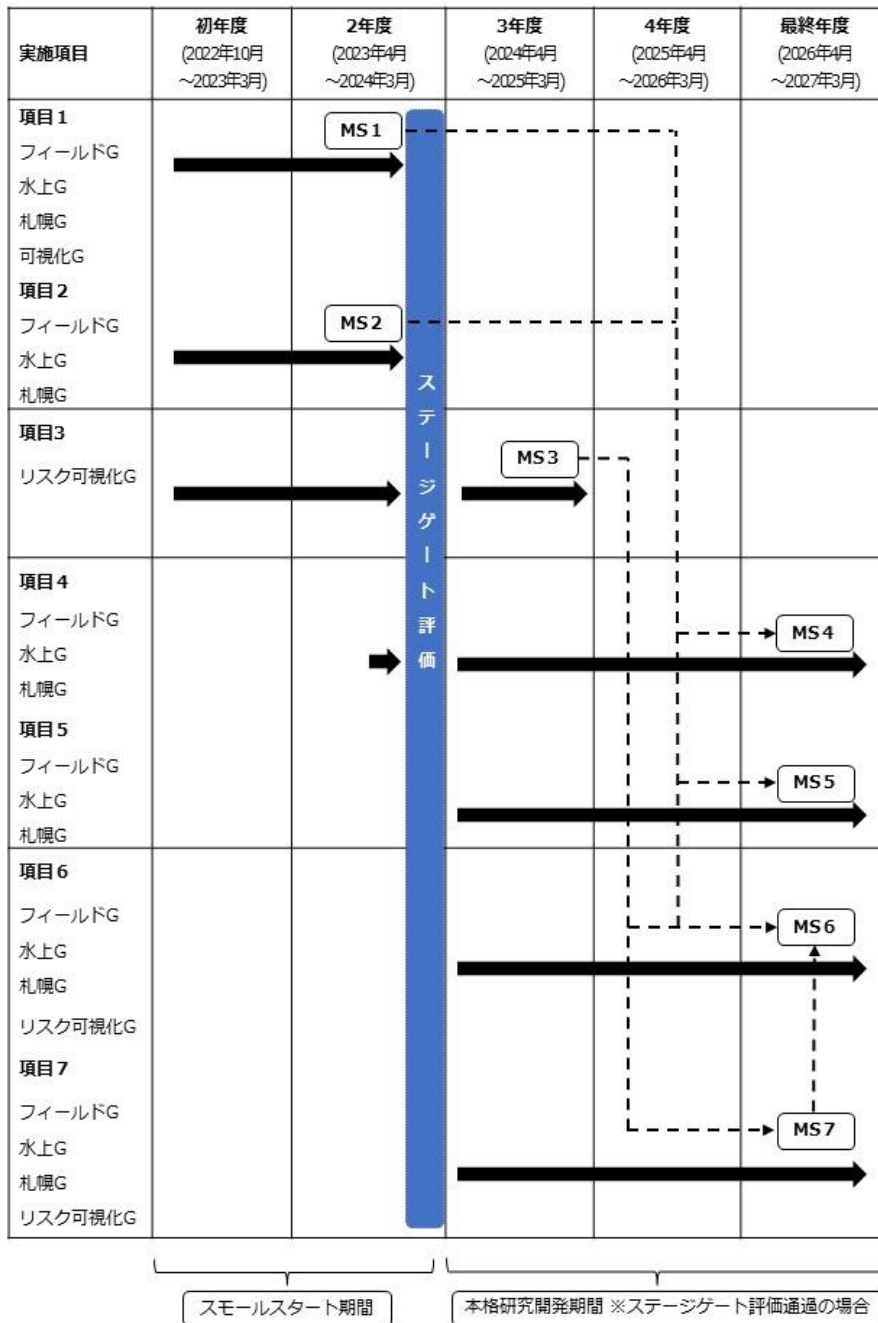 実施項目
初年度
(2022年10月
～2023年3月)
2年度
(2023年4月
～2024年3月)
3年度
(2024年4月
～2025年3月)
4年度
(2025年4月
～2026年3月)
最終年度
(2026年4月
～2027年3月)
項目1
フィールドG
水上G
札幌G
可視化G
MS1
項目2
フィールドG
水上G
札幌G
MS2
ステージゲート評価
項目3
リスク可視化G
MS3
項目4
フィールドG
水上G
札幌G
MS4
項目5
フィールドG
水上G
札幌G
MS5
項目6
フィールドG
水上G
札幌G
リスク可視化G
MS6
項目7
フィールドG
水上G
札幌G
リスク可視化G
MS7
スモールスタート期間
本格研究開発期間 ※ステージゲート評価通過の場合